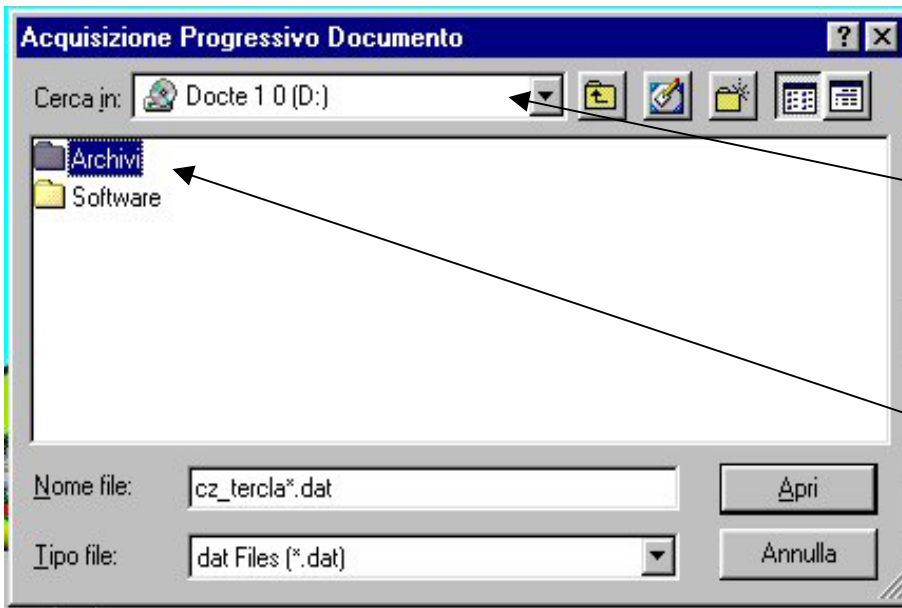 Acquisizione Progressivo Documento
Cerca in: Docte 1 0 (D:)
Archivi
Software
Nome file: cz_tercla*.dat Apri
Tipo file: dat Files (*.dat) Annulla